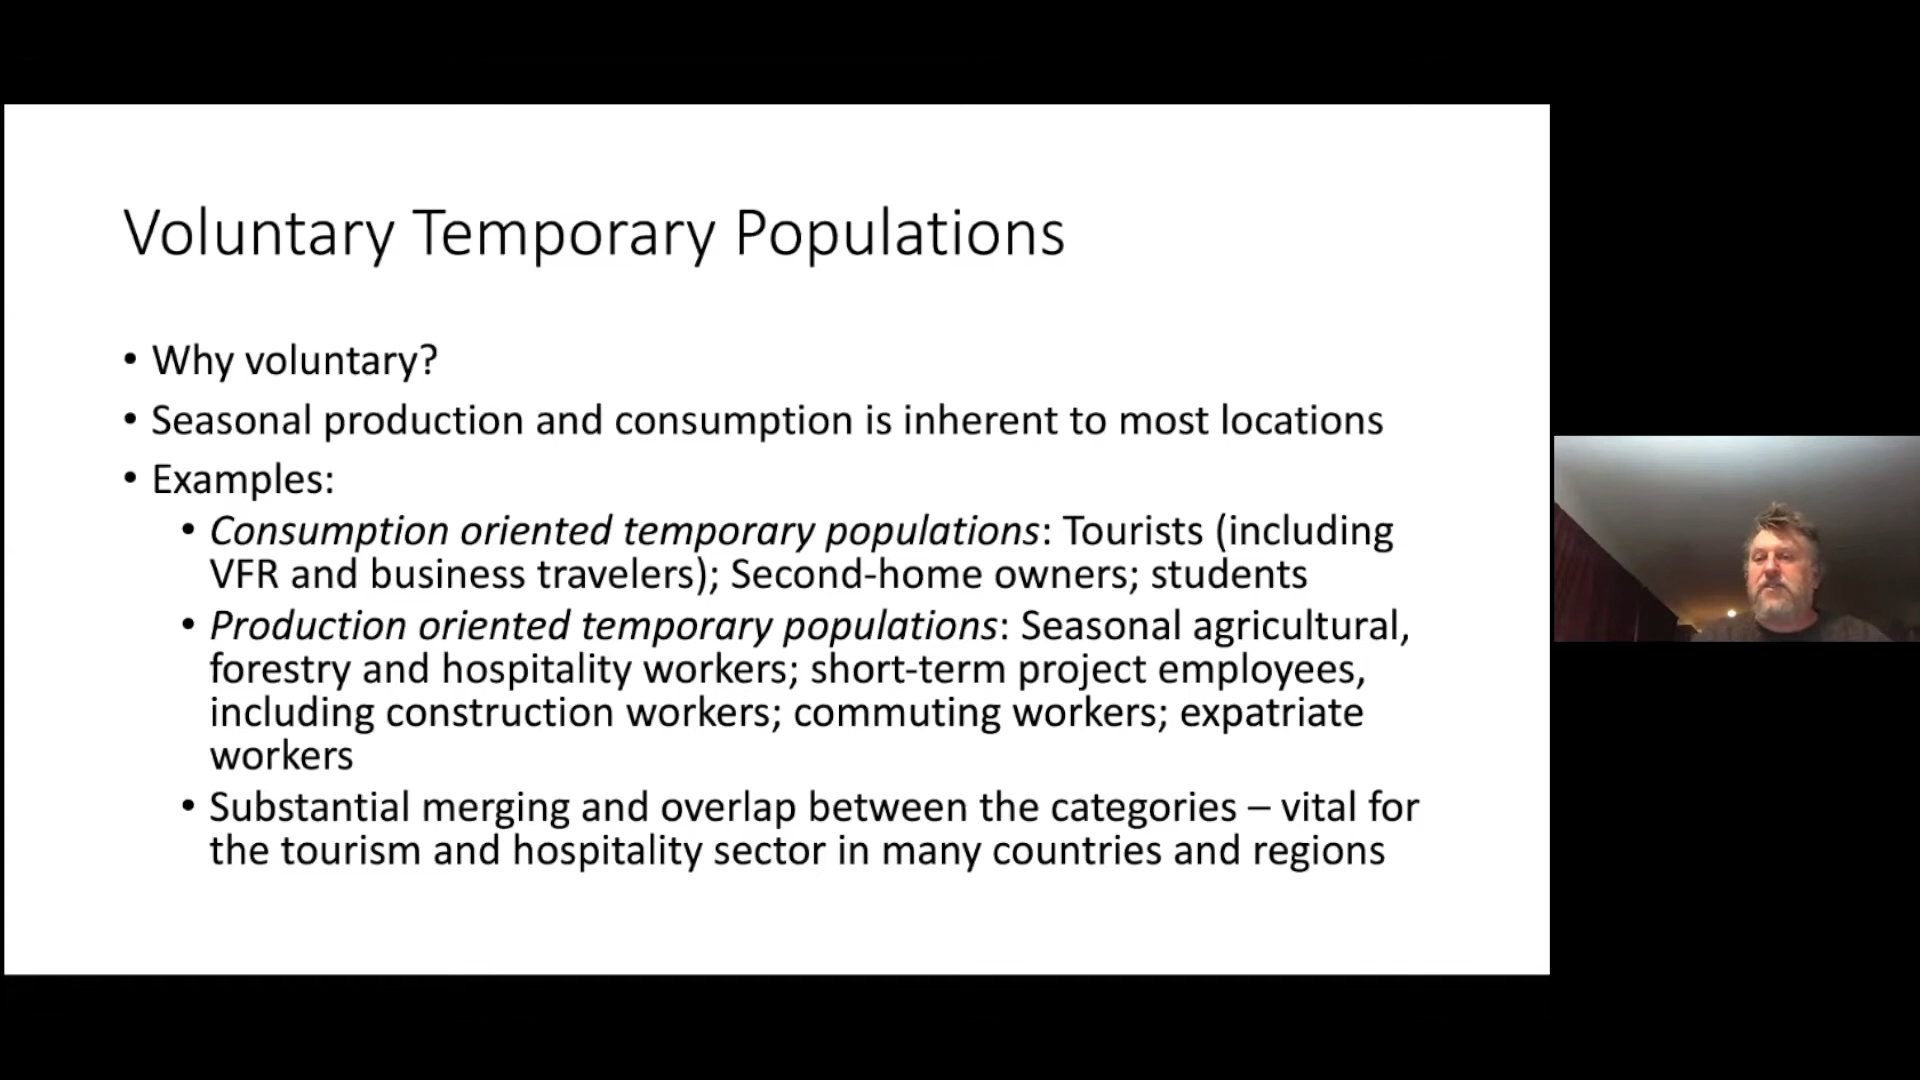 Voluntary Temporary Populations
• Why voluntary?
• Seasonal production and consumption is inherent to most locations
• Examples:
• Consumption oriented temporary populations: Tourists (including
VFR and business travelers); Second-home owners; students
• Production oriented temporary populations: Seasonal agricultural,
forestry and hospitality workers; short-term project employees,
including construction workers; commuting workers; expatriate
workers
• Substantial merging and overlap between the categories – vital for
the tourism and hospitality sector in many countries and regions